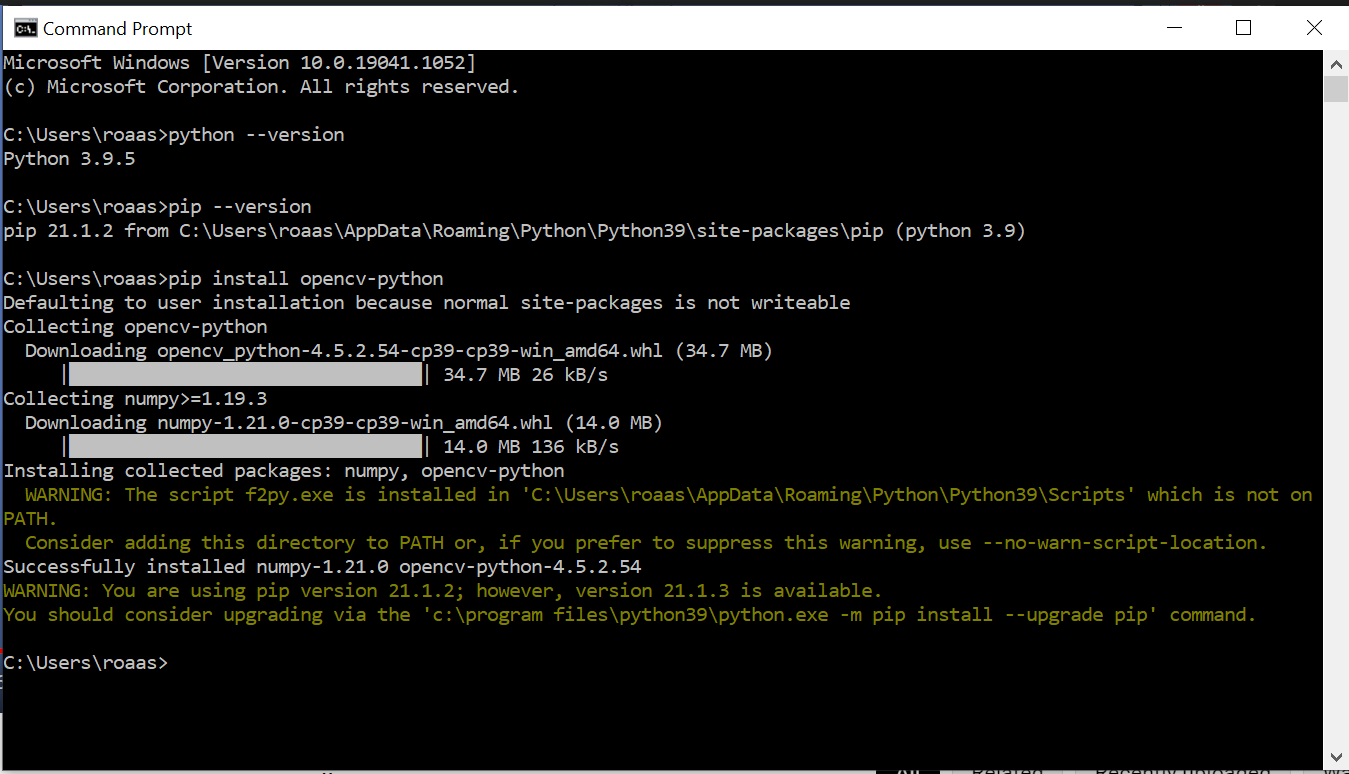 Command Prompt
Microsoft Windows [Version 10.0.19041.1052]
(c) Microsoft Corporation. All rights reserved.
C:\Users\roaas>python --version
Python 3.9.5
C:\Users\roaas>pip --version
pip 21.1.2 from C:\Users\roaas\AppData\Roaming\Python\Python39\site-packages\pip (python 3.9)
C:\Users\roaas>pip install opencv-python
Defaulting to user installation because normal site-packages is not writeable
Collecting opencv-python
Downloading opencv_python-4.5.2.54-cp39-cp39-win_amd64.whl (34.7 MB)
| | 34.7 MB 26 kB/s
Collecting numpy>=1.19.3
Downloading numpy-1.21.0-cp39-cp39-win_amd64.whl (14.0 MB)
| | 14.0 MB 136 kB/s
Installing collected packages: numpy, opencv-python
WARNING: The script f2py.exe is installed in 'C:\Users\roaas\AppData\Roaming\Python\Python39\Scripts' which is not on
PATH.
Consider adding this directory to PATH or, if you prefer to suppress this warning, use --no-warn-script-location.
Successfully installed numpy-1.21.0 opencv-python-4.5.2.54
WARNING: You are using pip version 21.1.2; however, version 21.1.3 is available.
You should consider upgrading via the 'c:\program files\python39\python.exe -m pip install --upgrade pip' command.
C:\Users\roaas>
All Related Recently uploaded